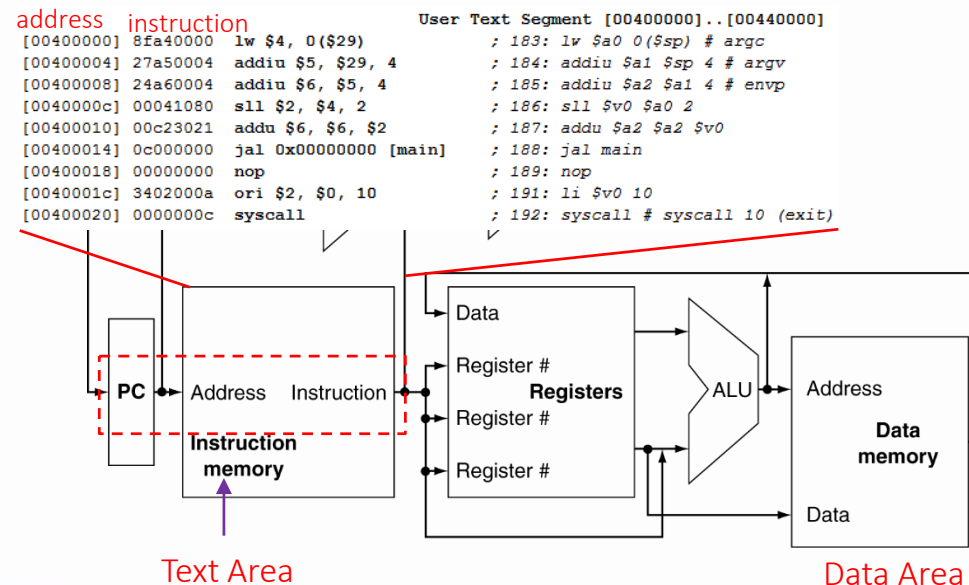 address instruction User Text Segment [00400000]..[00440000]
[00400000] 8fa40000 lw $4, 0($29) ; 183: lw $a0 0($sp) # argc
[00400004] 27a50004 addiu $5, $29, 4 ; 184: addiu $a1 $sp 4 # argv
[00400008] 24a60004 addiu $6, $5, 4 ; 185: addiu $a2 $a1 4 # envp
[0040000c] 00041080 sll $2, $4, 2 ; 186: sll $v0 $a0 2
[00400010] 00c23021 addu $6, $6, $2 ; 187: addu $a2 $a2 $v0
[00400014] 0c000000 jal 0x00000000 [main] ; 188: jal main
[00400018] 00000000 nop ; 189: nop
[0040001c] 3402000a ori $2, $0, 10 ; 191: li $v0 10
[00400020] 0000000c syscall ; 192: syscall # syscall 10 (exit)
PC
Address Instruction
Instruction
memory
Data
Register #
Registers
Register #
Register #
ALU
Address
Data
memory
Data
Text Area
Data Area